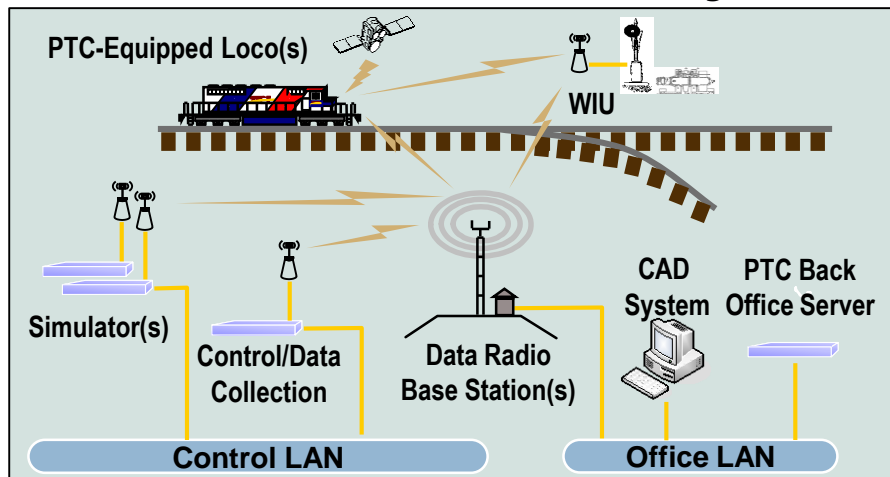 PTC-Equipped Loco(s)
WIU
CAD
System
PTC Back
Office Server
Simulator(s)
Control/Data
Collection
Data Radio
Base Station(s)
Control LAN
Office LAN